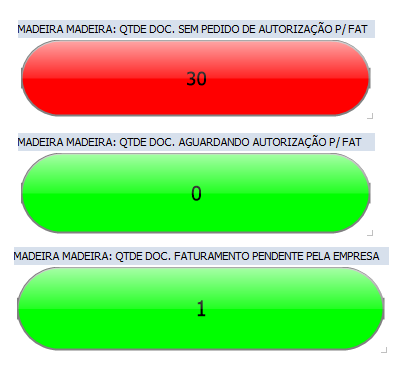 MADEIRA MADEIRA: QTDE DOC. SEM PEDIDO DE AUTORIZAÇÃO P/ FAT
30
MADEIRA MADEIRA: QTDE DOC. AGUARDANDO AUTORIZAÇÃO P/ FAT
0
MADEIRA MADEIRA: QTDE DOC. FATURAMENTO PENDENTE PELA EMPRESA
1